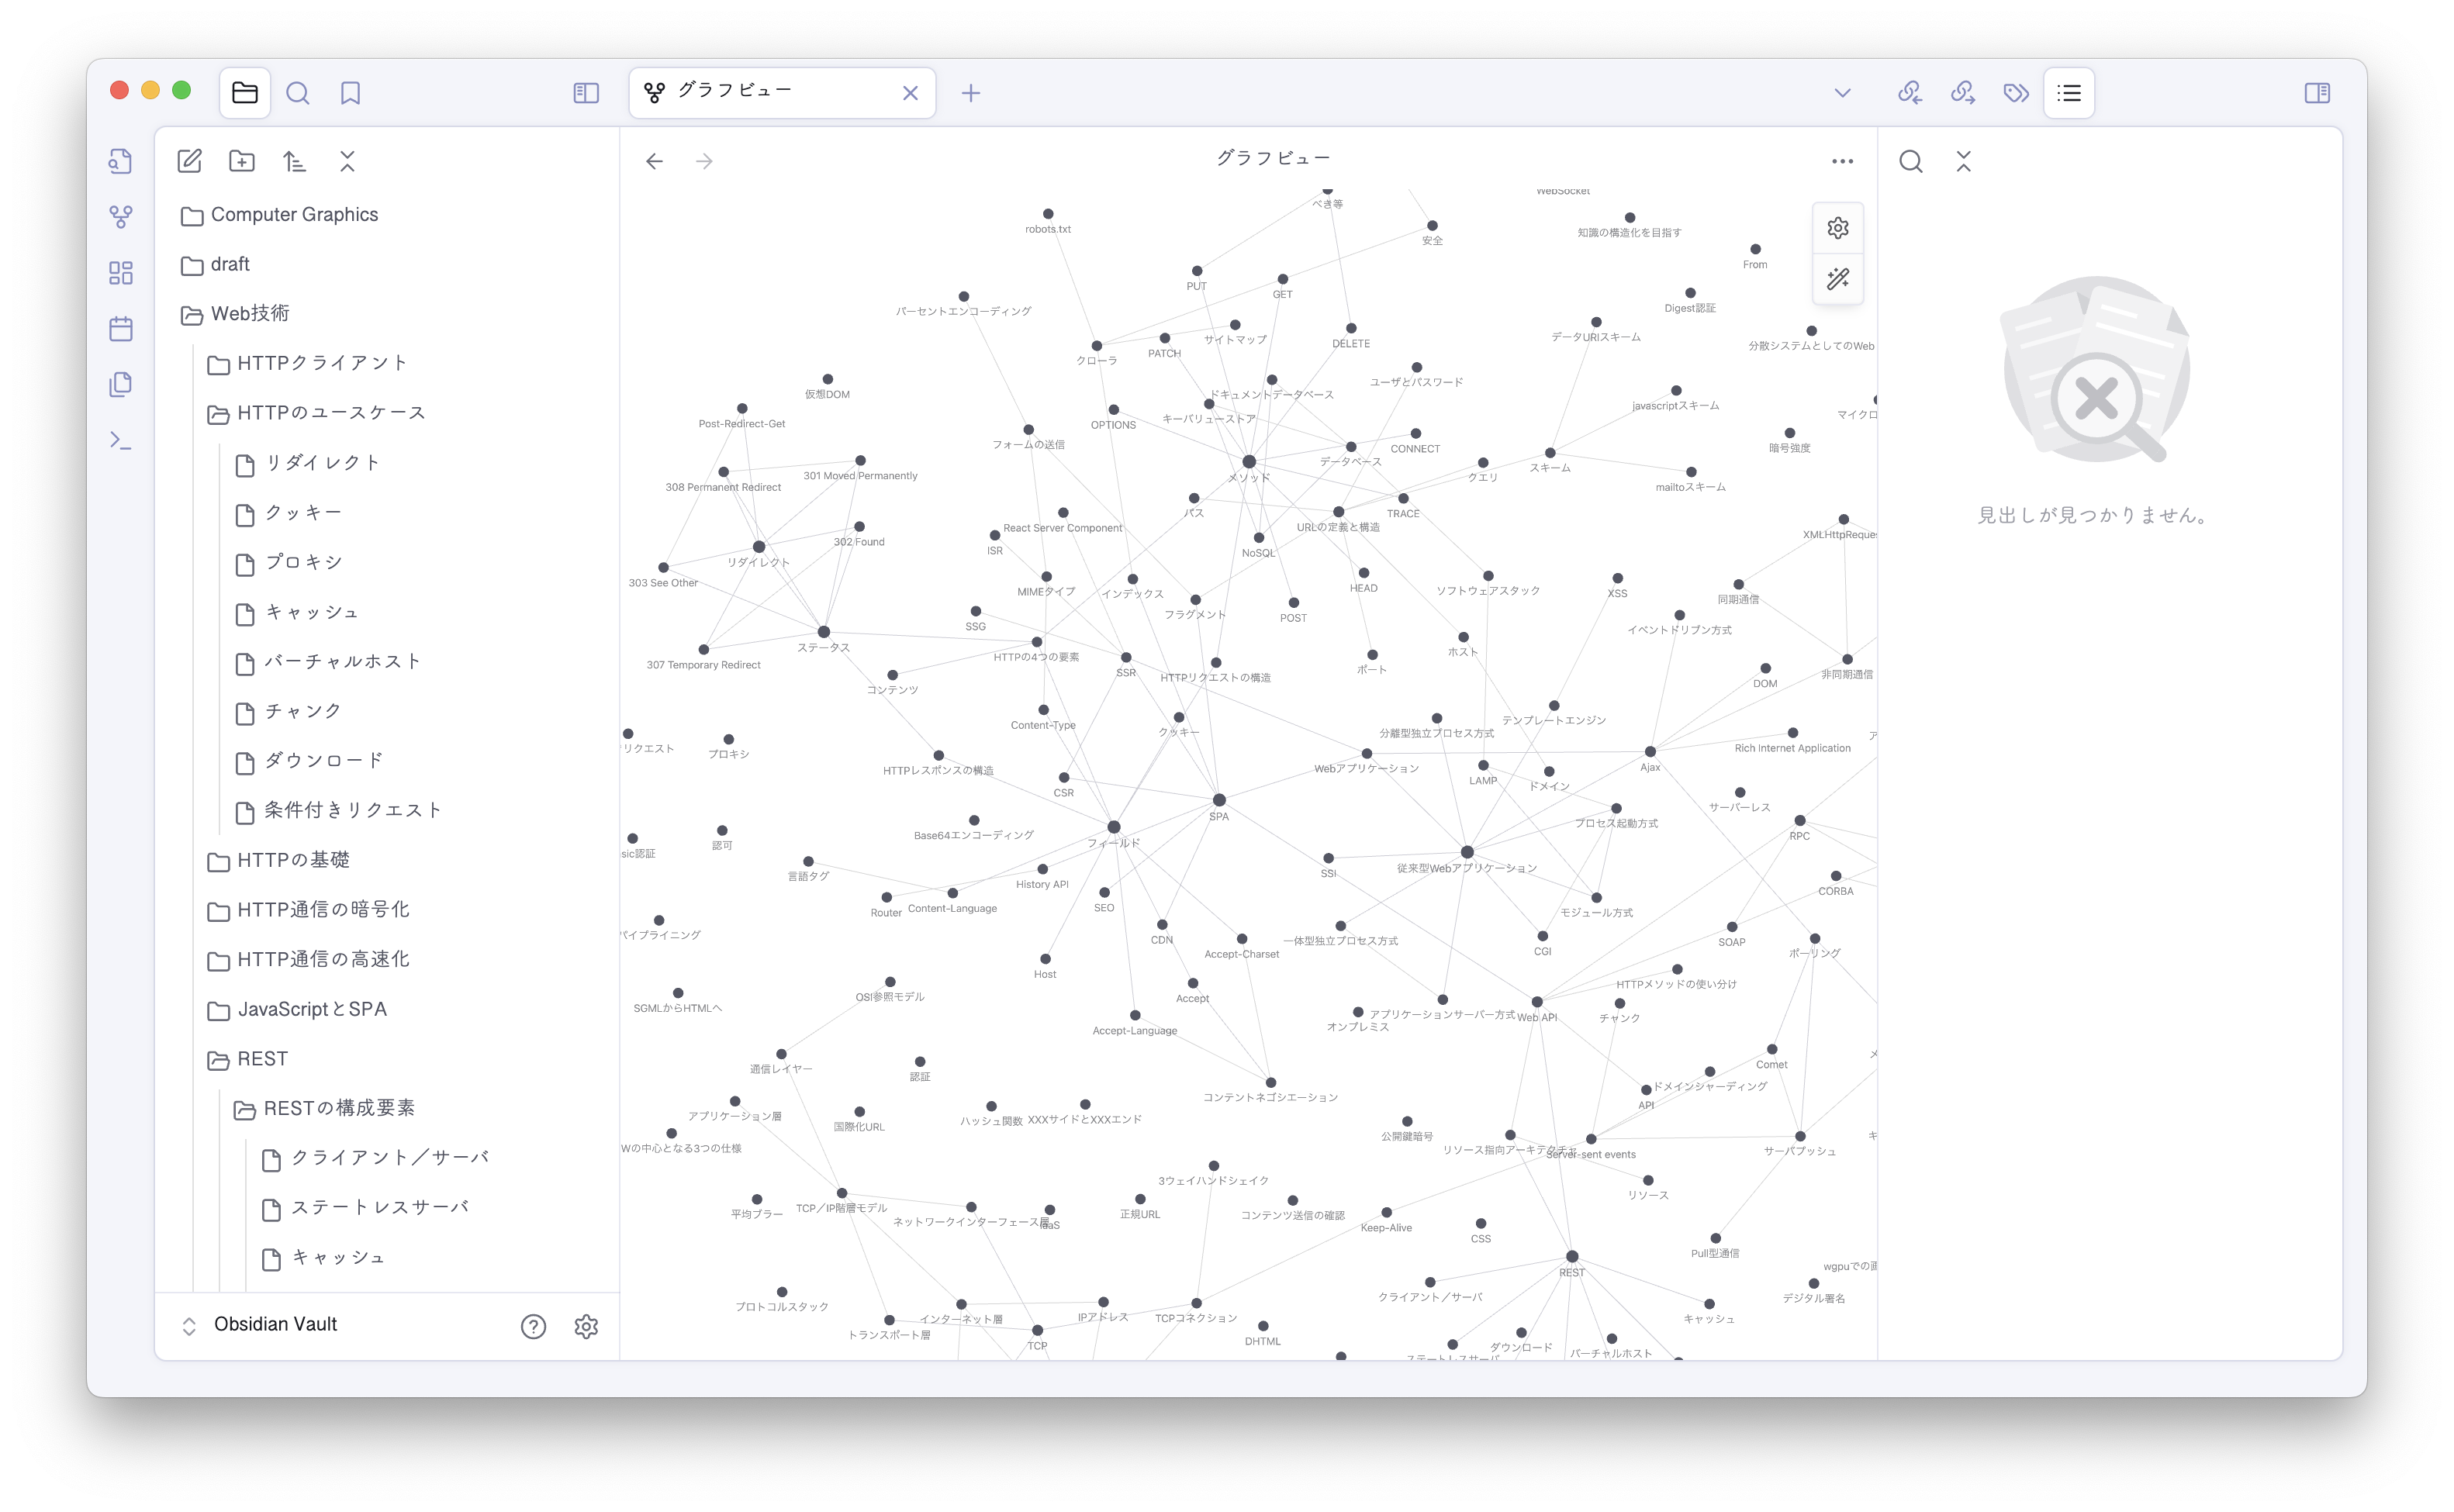 グラフビュー
グラフビュー
Computer Graphics
draft
Web技術
HTTPクライアント
HTTPのユースケース
リダイレクト
クッキー
プロキシ
キャッシュ
バーチャルホスト
チャンク
ダウンロード
条件付きリクエスト
HTTPの基礎
HTTP通信の暗号化
HTTP通信の高速化
JavaScriptとSPA
REST
RESTの構成要素
クライアント／サーバ
ステートレスサーバ
キャッシュ
Obsidian Vault
べき等
WebSocket
robots.txt
安全
知識の構造化を目指す
From
PUT
GET
Digest認証
パーセントエンコーディング
サイトマップ
DELETE
データURIスキーム
分散システムとしてのWeb
クローラ
PATCH
仮想DOM
ドキュメントデータベース
ユーザとパスワード
javascriptスキーム
マイクロ
Post-Redirect-Get
OPTIONS
キーバリューストア
フォームの送信
CONNECT
暗号強度
301 Moved Permanently
308 Permanent Redirect
メソッド
データベース
クエリ
スキーム
mailtoスキーム
パス
URLの定義と構造
TRACE
React Server Component
302 Found
ISR
NoSQL
XMLHttpReques
リダイレクト
303 See Other
MIMEタイプ
インデックス
フラグメント
HEAD
POST
ソフトウェアスタック
XSS
同期通信
SSG
イベントドリブン方式
ステータス
307 Temporary Redirect
HTTPの4つの要素
SSR
HTTPリクエストの構造
ポート
ホスト
DOM
非同期通信
コンテンツ
Content-Type
クッキー
分離型独立プロセス方式
テンプレートエンジン
Rich Internet Application
リクエスト
プロキシ
HTTPレスポンスの構造
CSR
Webアプリケーション
LAMP
ドメイン
Ajax
サーバーレス
SPA
プロセス起動方式
RPC
Base64エンコーディング
フィールド
sic認証
認可
言語タグ
History API
SSI
従来型Webアプリケーション
CORBA
Router
Content-Language
SEO
モジュール方式
パイプライニング
CDN
Accept-Charset
一体型独立プロセス方式
CGI
SOAP
ポーリング
Host
Accept
HTTPメソッドの使い分け
OSI参照モデル
SGMLからHTMLへ
Accept-Language
オンプレミス
アプリケーションサーバー方式
Web API
チャンク
通信レイヤー
認証
Comet
コンテントネゴシエーション
API
ドメインシャーディング
アプリケーション層
国際化URL
ハッシュ関数
XXXサイドとXXXエンド
公開鍵暗号
Wの中心となる3つの仕様
リソース指向アーキテクチャ
Server-sent events
サーバプッシュ
3ウェイハンドシェイク
リソース
平均ブラー
TCP／IP階層モデル
ネットワークインターフェース層
正規URL
コンテンツ送信の確認
Keep-Alive
CSS
Pull型通信
REST
wgpuでの画
プロトコルスタック
クライアント／サーバ
デジタル署名
トランスポート層
インターネット層
IPアドレス
TCPコネクション
キャッシュ
TCP
DHTML
ステートレスサーバ
ダウンロード
バーチャルホスト
見出しが見つかりません。